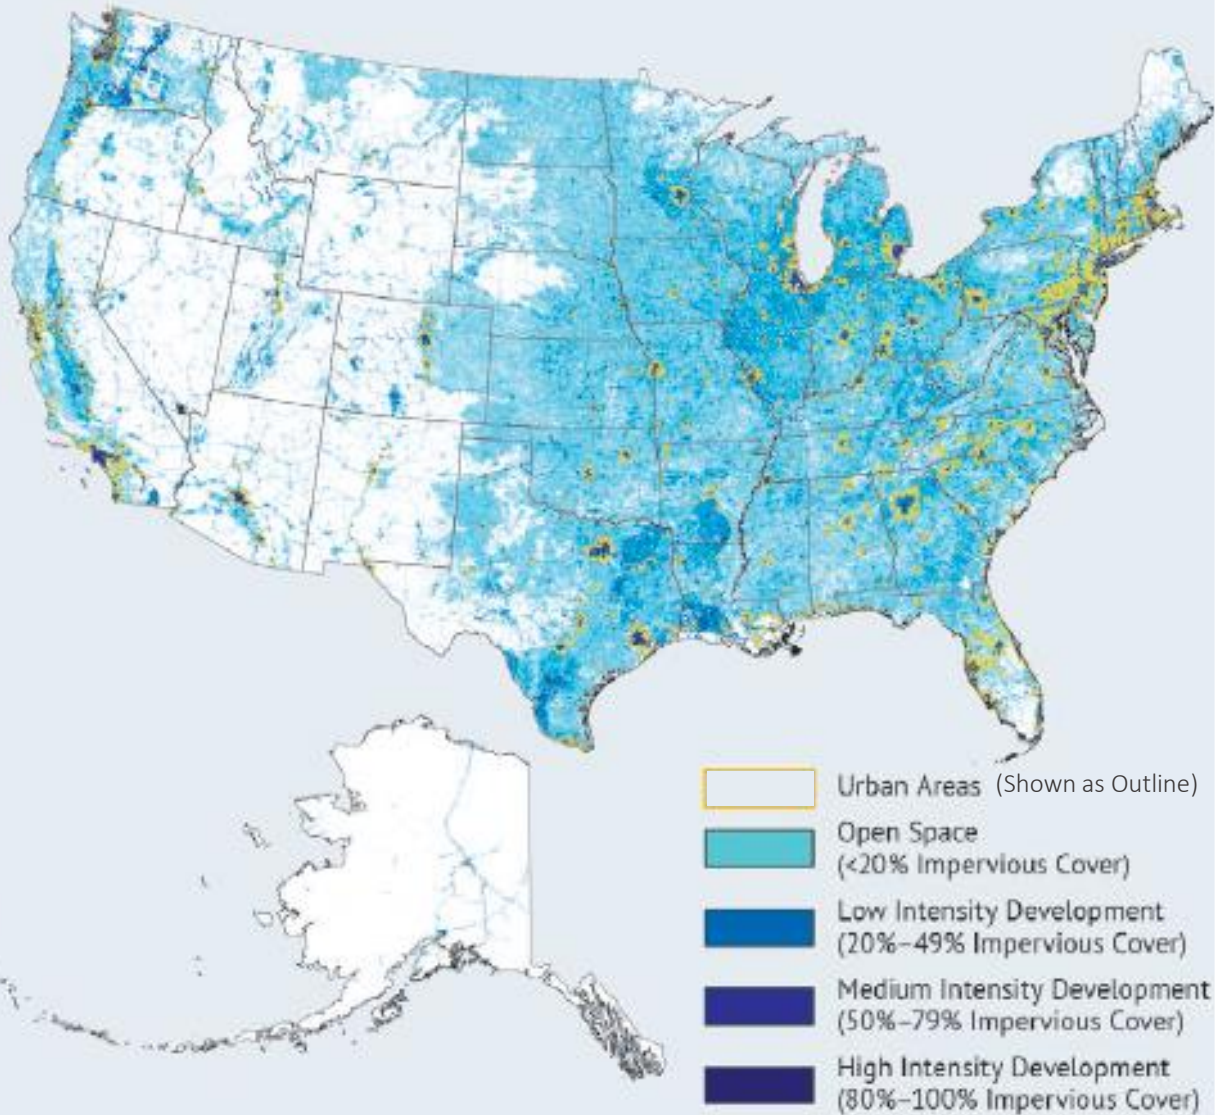 Urban Areas (Shown as Outline)
Open Space
(<20% Impervious Cover)
Low Intensity Development
(20%–49% Impervious Cover)
Medium Intensity Development
(50%–79% Impervious Cover)
High Intensity Development
(80%–100% Impervious Cover)